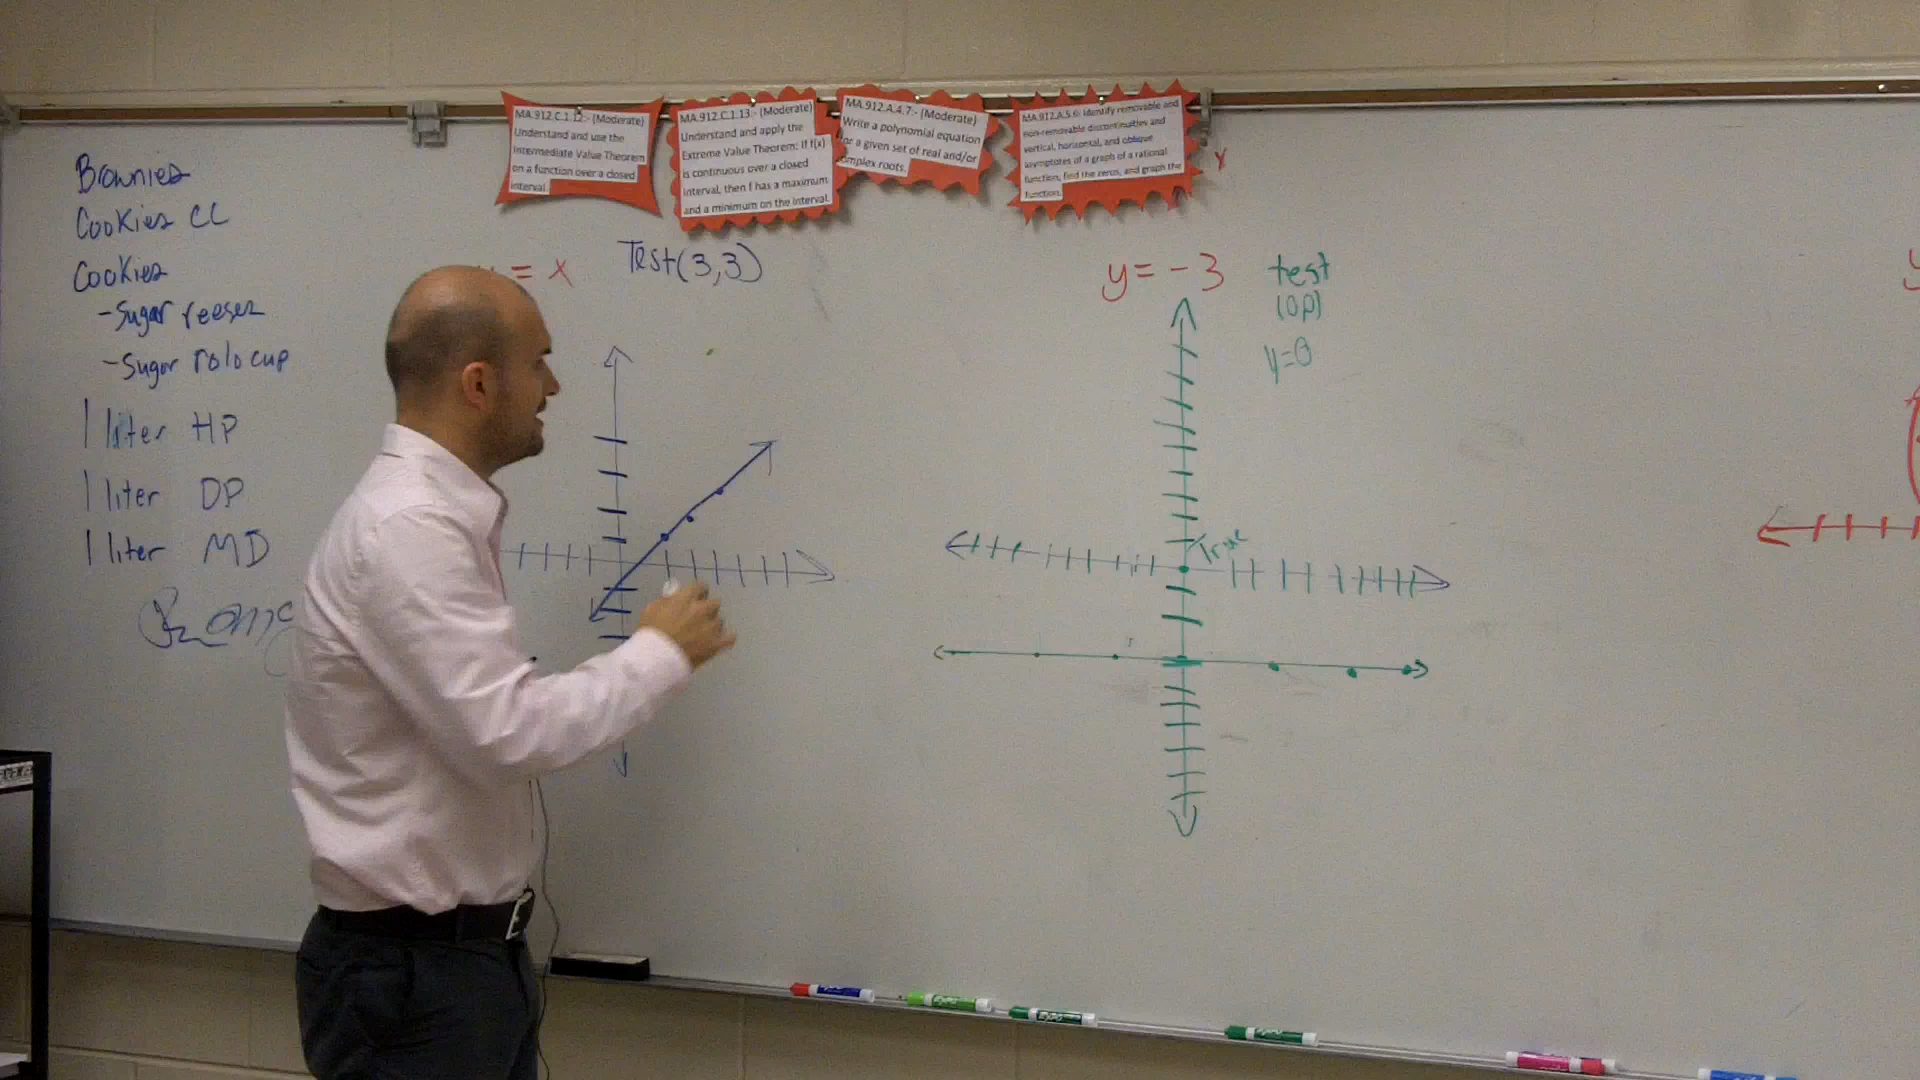 MA.912.C.1.12:- (Moderate)
Understand and use the
Intermediate Value Theorem
on a function over a closed
interval.
MA.912.C.1.13:- (Moderate)
Understand and apply the
Extreme Value Theorem: If f(x)
is continuous over a closed
interval, then f has a maximum
and a minimum on the interval.
MA.912.A.4.7:- (Moderate)
Write a polynomial equation
for a given set of real and/or
complex roots.
MA.912.A.5.6: Identify removable and
non-removable discontinuities and
vertical, horizontal, and oblique
asymptotes of a graph of a rational
function, find the zeros, and graph the
function.
Brownies
Cookies CC
Cookies
-Sugar reeses
-Sugar rolo cup
1 liter HP
1 liter DP
1 liter MD
= x
Test(3,3)
y=-3
test
(0,0)
y=0
True